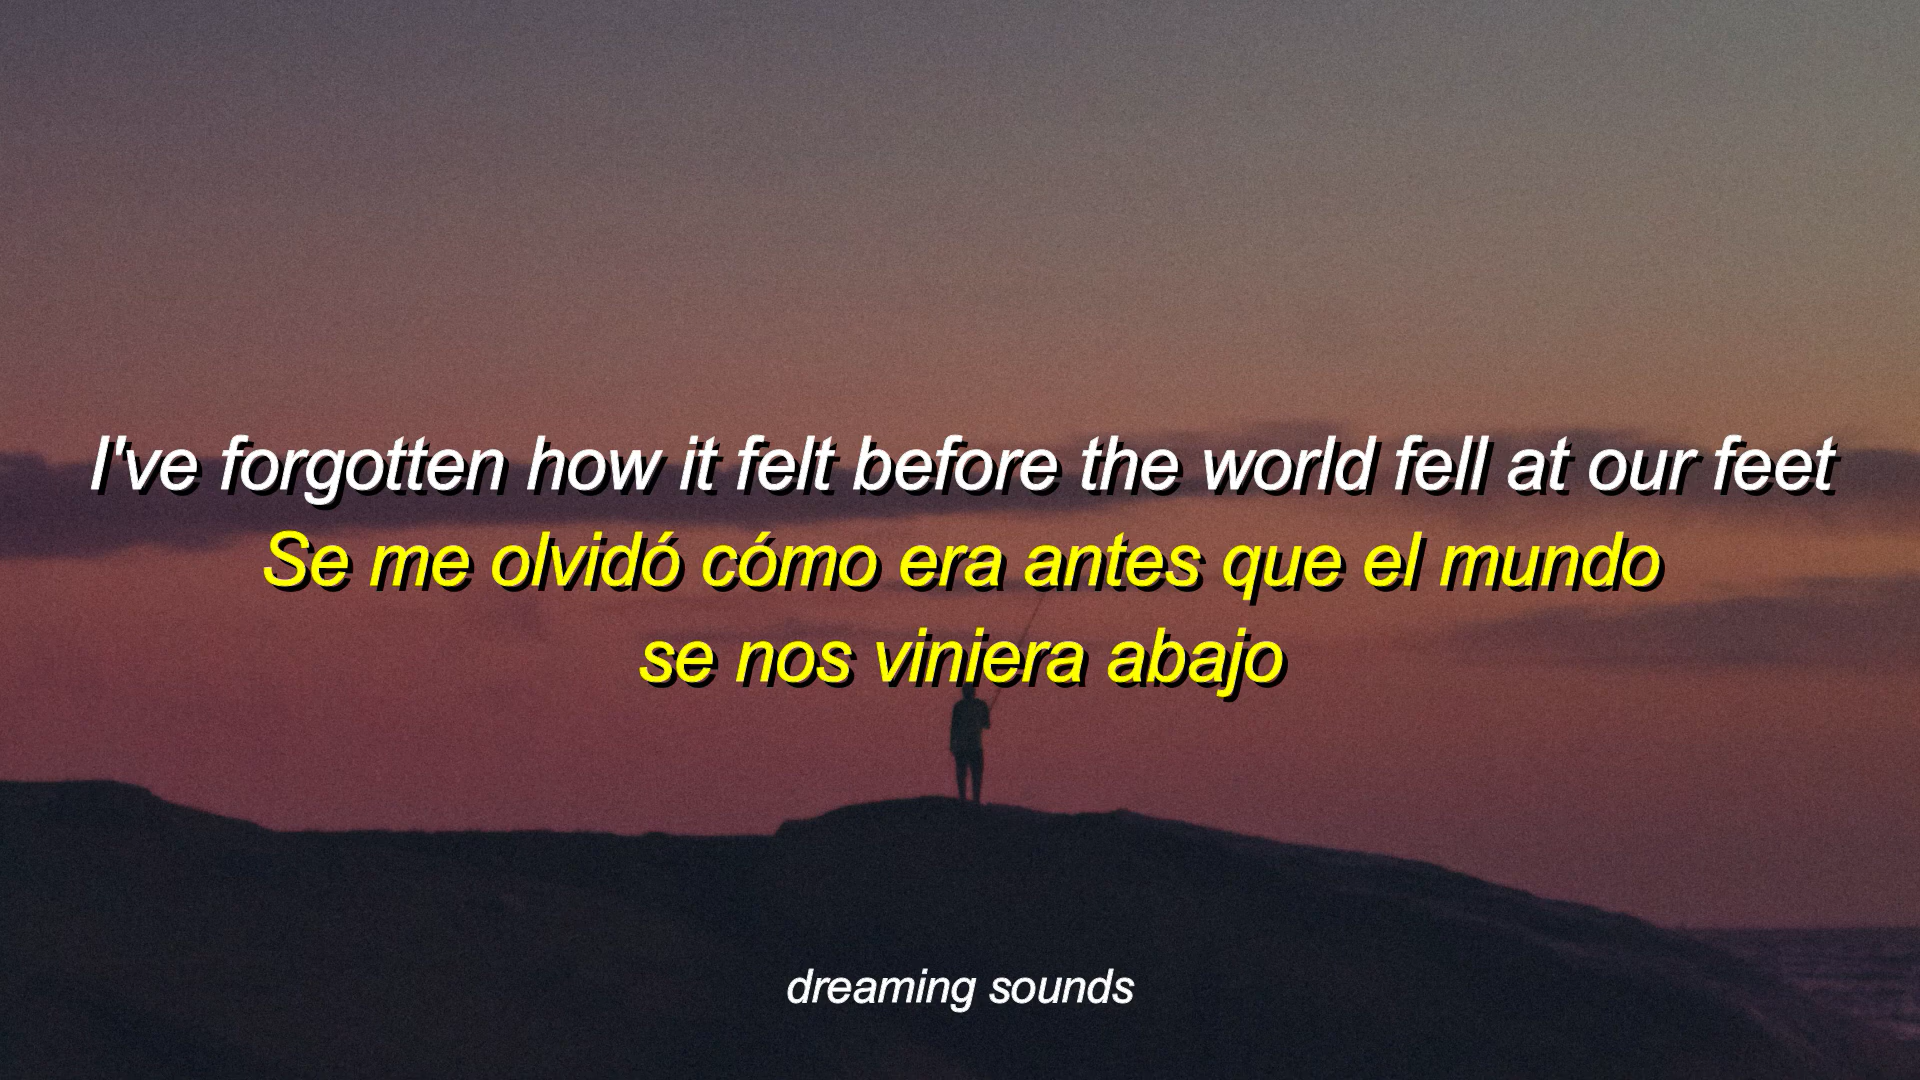 I've forgotten how it felt before the world fell at our feet
Se me olvidó cómo era antes que el mundo
se nos viniera abajo
dreaming sounds